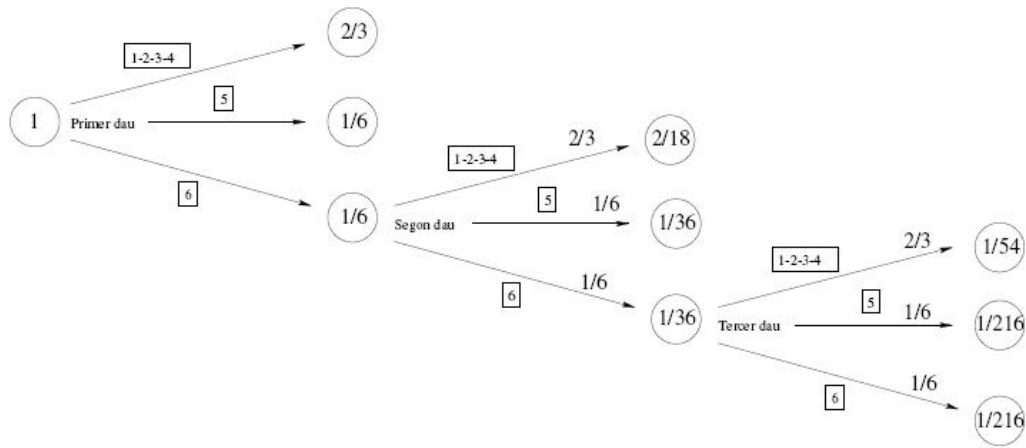 2/3
1-2-3-4
5
1 Primer dau 1/6
6
1/6
1-2-3-4 2/3 2/18
5
Segon dau 1/6 1/36
6 1/6
1/36
1-2-3-4 2/3 1/54
5
Tercer dau 1/6 1/216
6 1/6
1/216